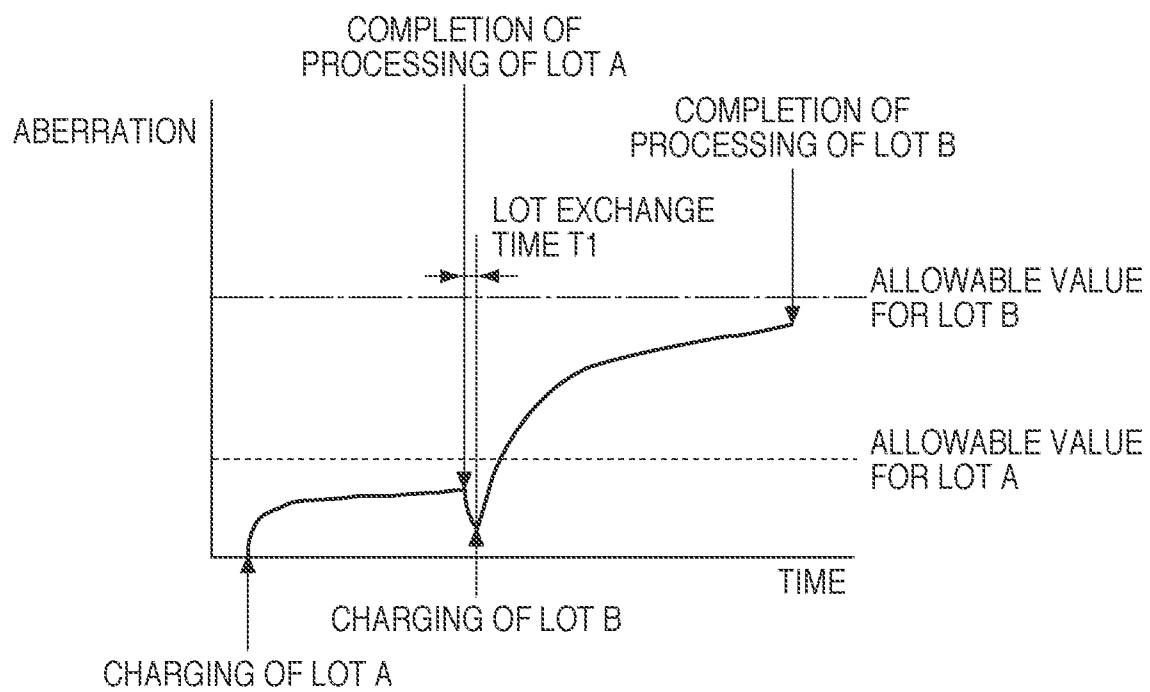 COMPLETION OF
PROCESSING OF LOT A
COMPLETION OF
PROCESSING OF LOT B
ABERRATION
LOT EXCHANGE
TIME T1
ALLOWABLE VALUE
FOR LOT B
ALLOWABLE VALUE
FOR LOT A
TIME
CHARGING OF LOT B
CHARGING OF LOT A